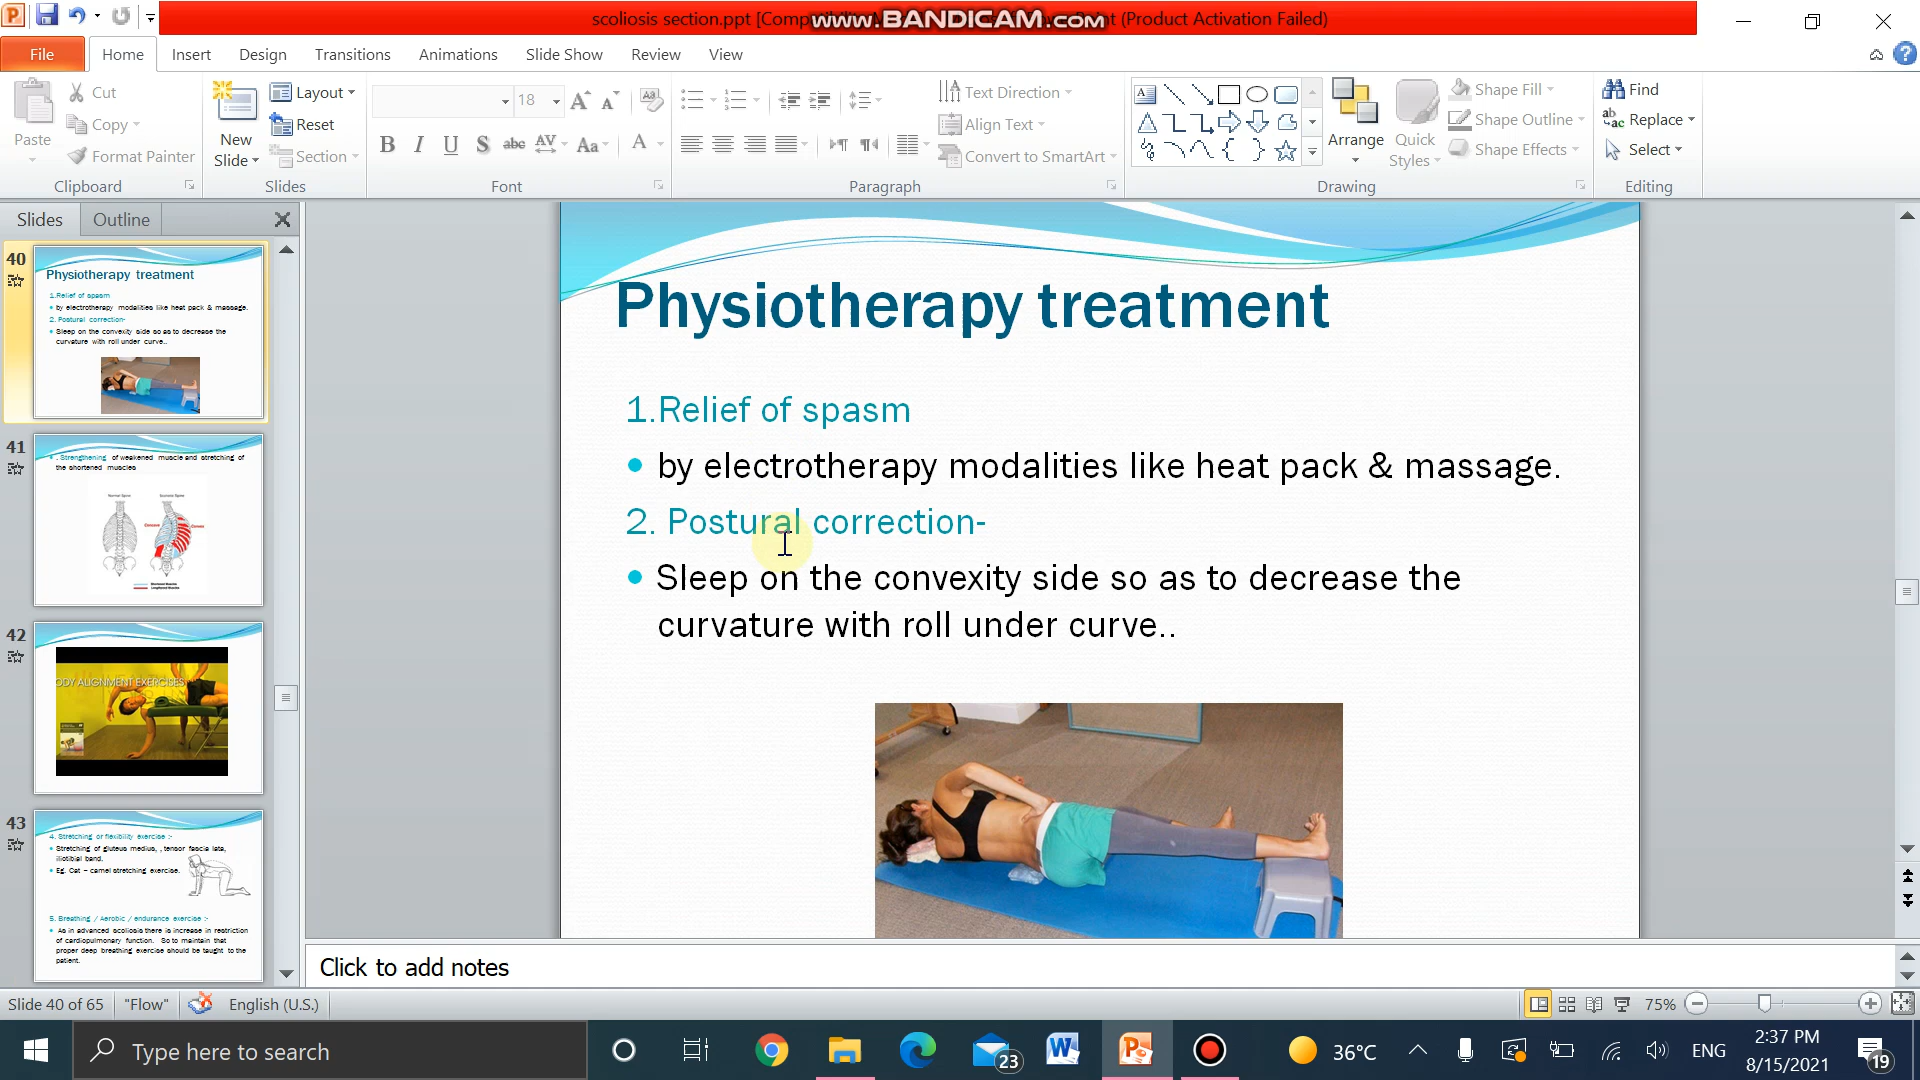 scoliosis section.ppt [Comp
www.BANDICAM.com
nt (Product Activation Failed)
File
Home
Insert
Design
Transitions
Animations
Slide Show
Review
View
Paste
Cut
Copy
Format Painter
Clipboard
New Slide
Layout
Reset
Section
Slides
18
B I U S abc AV Aa A
Font
Text Direction
Align Text
Convert to SmartArt
Paragraph
Arrange
Quick Styles
Shape Fill
Shape Outline
Shape Effects
Drawing
Find
Replace
Select
Editing
Slides
Outline
40
Physiotherapy treatment
1.Relief of spasm
by electrotherapy modalities like heat pack & massage.
2. Postural correction-
Sleep on the convexity side so as to decrease the
curvature with roll under curve..
41
. Strengthening of weakened muscle and stretching of
the shortened muscles
42
ODY ALIGNMENT EXERCISES
43
4. Stretching or flexibility exercise :-
Stretching of gluteus medius, , tensor fascia lata,
iliotibial band.
Eg. Cat - camel stretching exercise.
5. Breathing / Aerobic / endurance exercise :-
As in advanced scoliosis there is increase in restriction
of cardiopulmonary function. So to maintain that
proper deep breathing exercise should be taught to the
patient.
Physiotherapy treatment
1.Relief of spasm
by electrotherapy modalities like heat pack & massage.
2. Postural correction-
Sleep on the convexity side so as to decrease the
curvature with roll under curve..
Click to add notes
Slide 40 of 65
"Flow"
English (U.S.)
75%
Type here to search
23
36°C
ENG
2:37 PM
8/15/2021
19